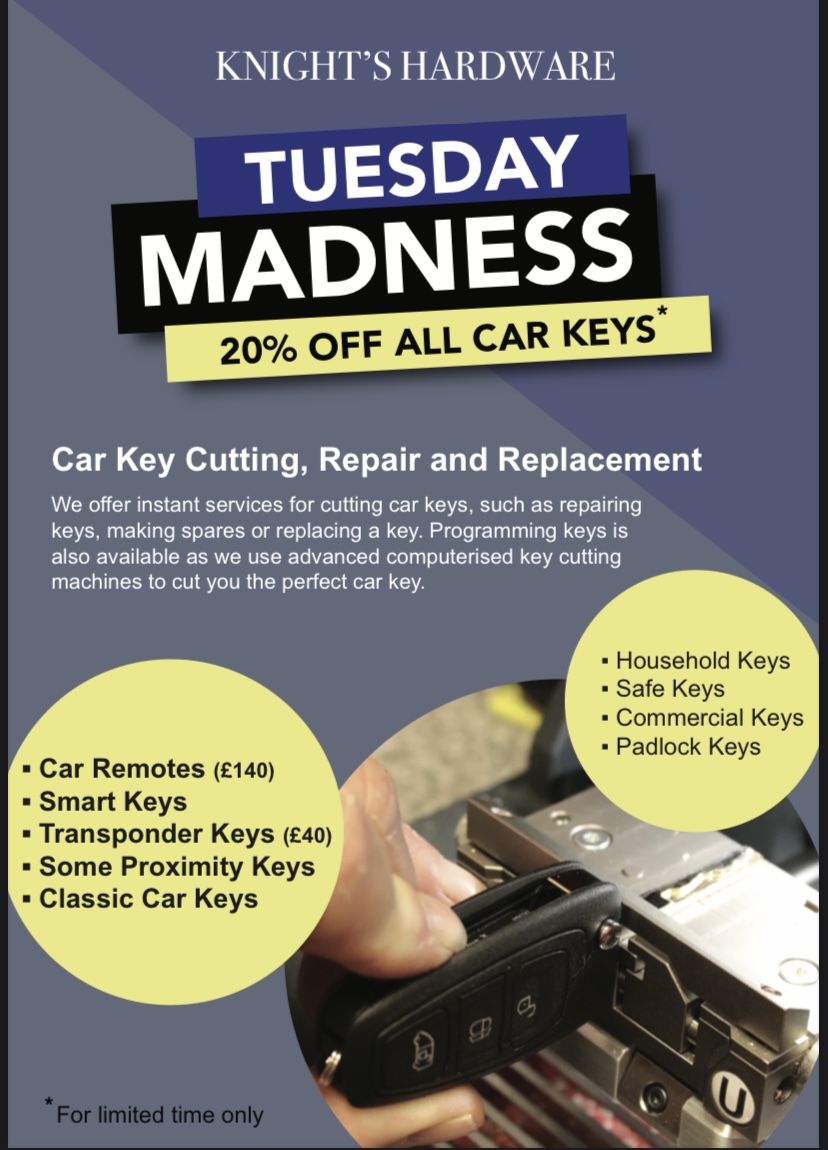 KNIGHT’S HARDWARE
TUESDAY
MADNESS
20% OFF ALL CAR KEYS*
Car Key Cutting, Repair and Replacement
We offer instant services for cutting car keys, such as repairing
keys, making spares or replacing a key. Programming keys is
also available as we use advanced computerised key cutting
machines to cut you the perfect car key.
▪ Household Keys
▪ Safe Keys
▪ Commercial Keys
▪ Padlock Keys
▪ Car Remotes (£140)
▪ Smart Keys
▪ Transponder Keys (£40)
▪ Some Proximity Keys
▪ Classic Car Keys
U
*For limited time only